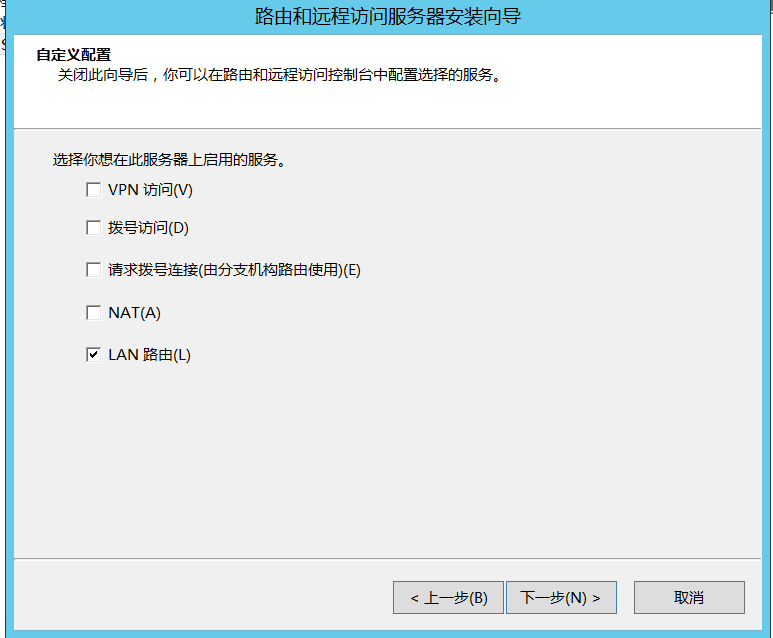 路由和远程访问服务器安装向导
自定义配置
关闭此向导后，你可以在路由和远程访问控制台中配置选择的服务。
选择你想在此服务器上启用的服务。
VPN 访问(V)
拨号访问(D)
请求拨号连接(由分支机构路由使用)(E)
NAT(A)
LAN 路由(L)
< 上一步(B)
下一步(N) >
取消